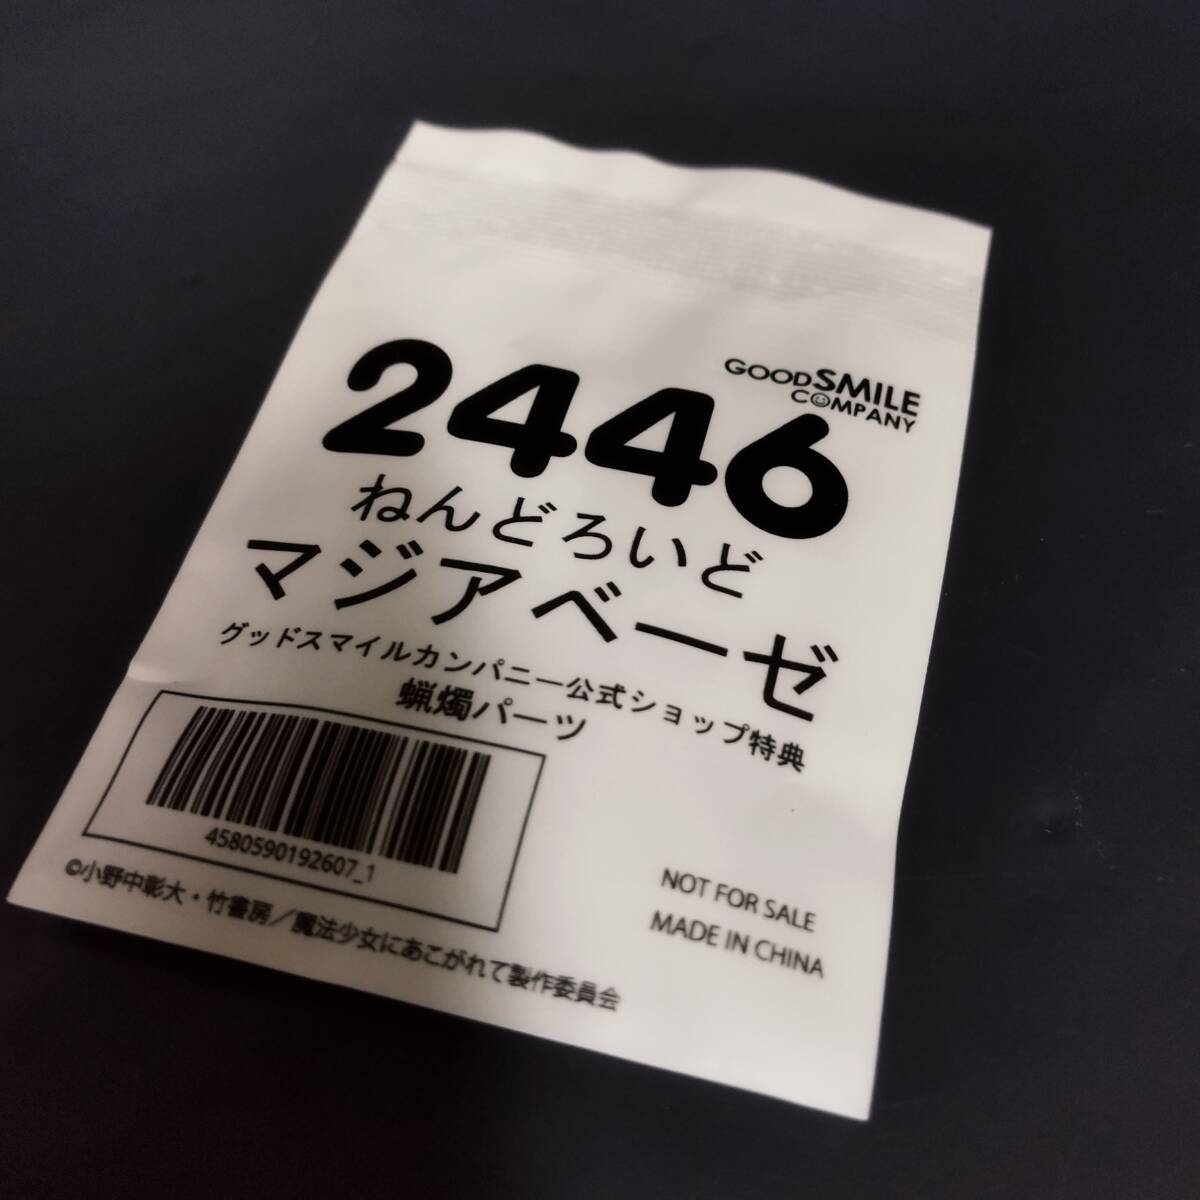 GOODSMILE
COMPANY
2446
ねんどろいど
マジアベーゼ
グッドスマイルカンパニー公式ショップ特典
蝋燭パーツ
4580590192607_1
NOT FOR SALE
MADE IN CHINA
©小野中彰大・竹書房／魔法少女にあこがれて製作委員会